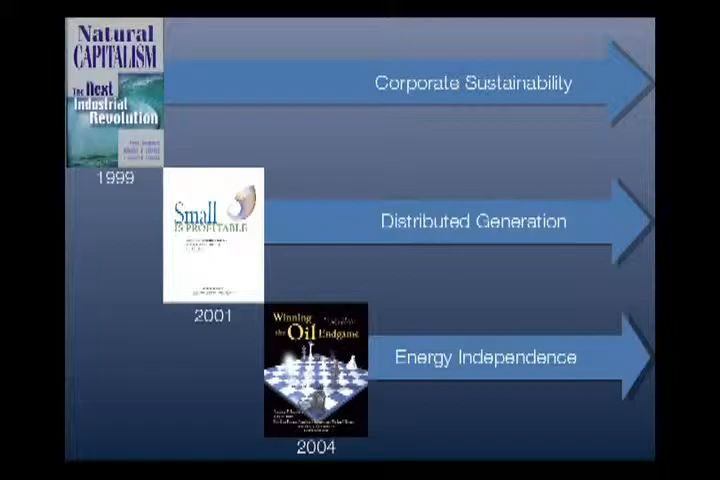 Natural
CAPITALISM
The Next
Industrial
Revolution
1999
Corporate Sustainability
Small
IS PROFITABLE
2001
Distributed Generation
Winning
the Oil Endgame
2004
Energy Independence